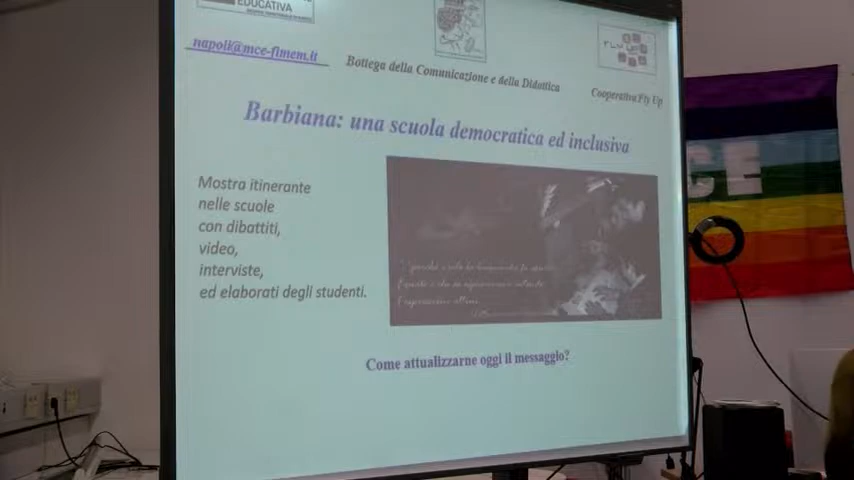 EDUCATIVA
napoli@mce-fimem.it
Bottega della Comunicazione e della Didattica
Cooperativa Fly Up
Barbiana: una scuola democratica ed inclusiva
Mostra itinerante
nelle scuole
con dibattiti,
video,
interviste,
ed elaborati degli studenti.
Come attualizzarne oggi il messaggio?
CE